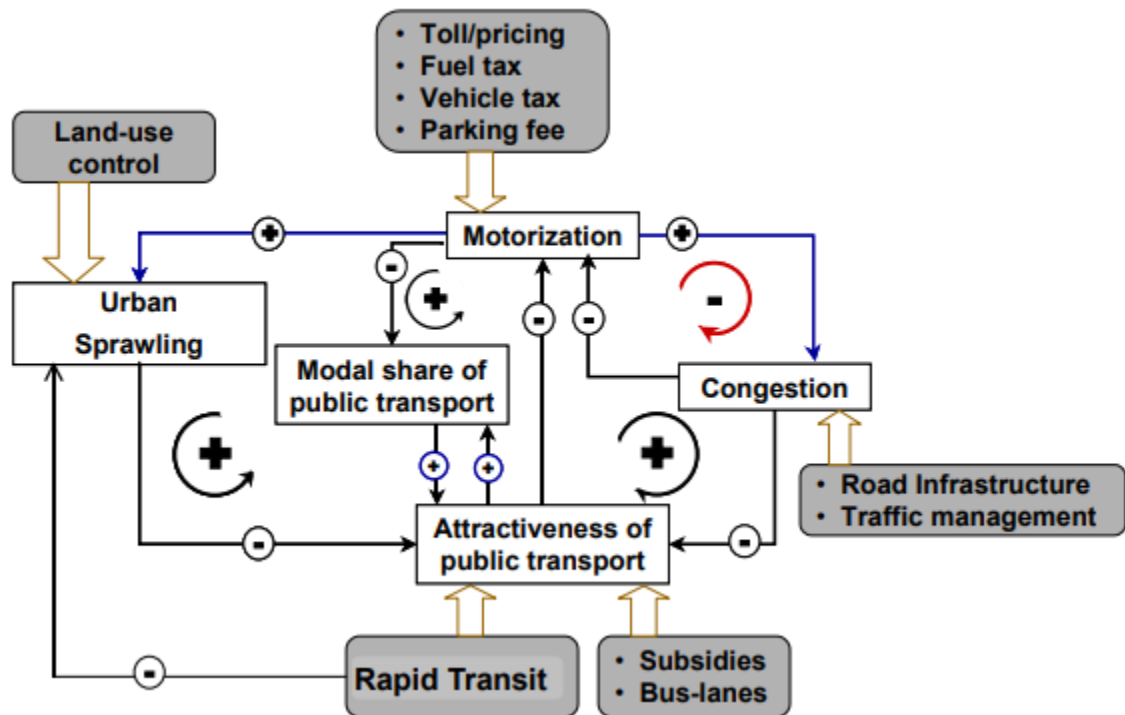 • Toll/pricing
• Fuel tax
• Vehicle tax
• Parking fee
Land-use
control
+
Motorization
+
-
+
-
Urban
Sprawling
-
-
Modal share of
public transport
Congestion
+
+
+
+
• Road Infrastructure
• Traffic management
-
Attractiveness of
public transport
-
-
Rapid Transit
• Subsidies
• Bus-lanes